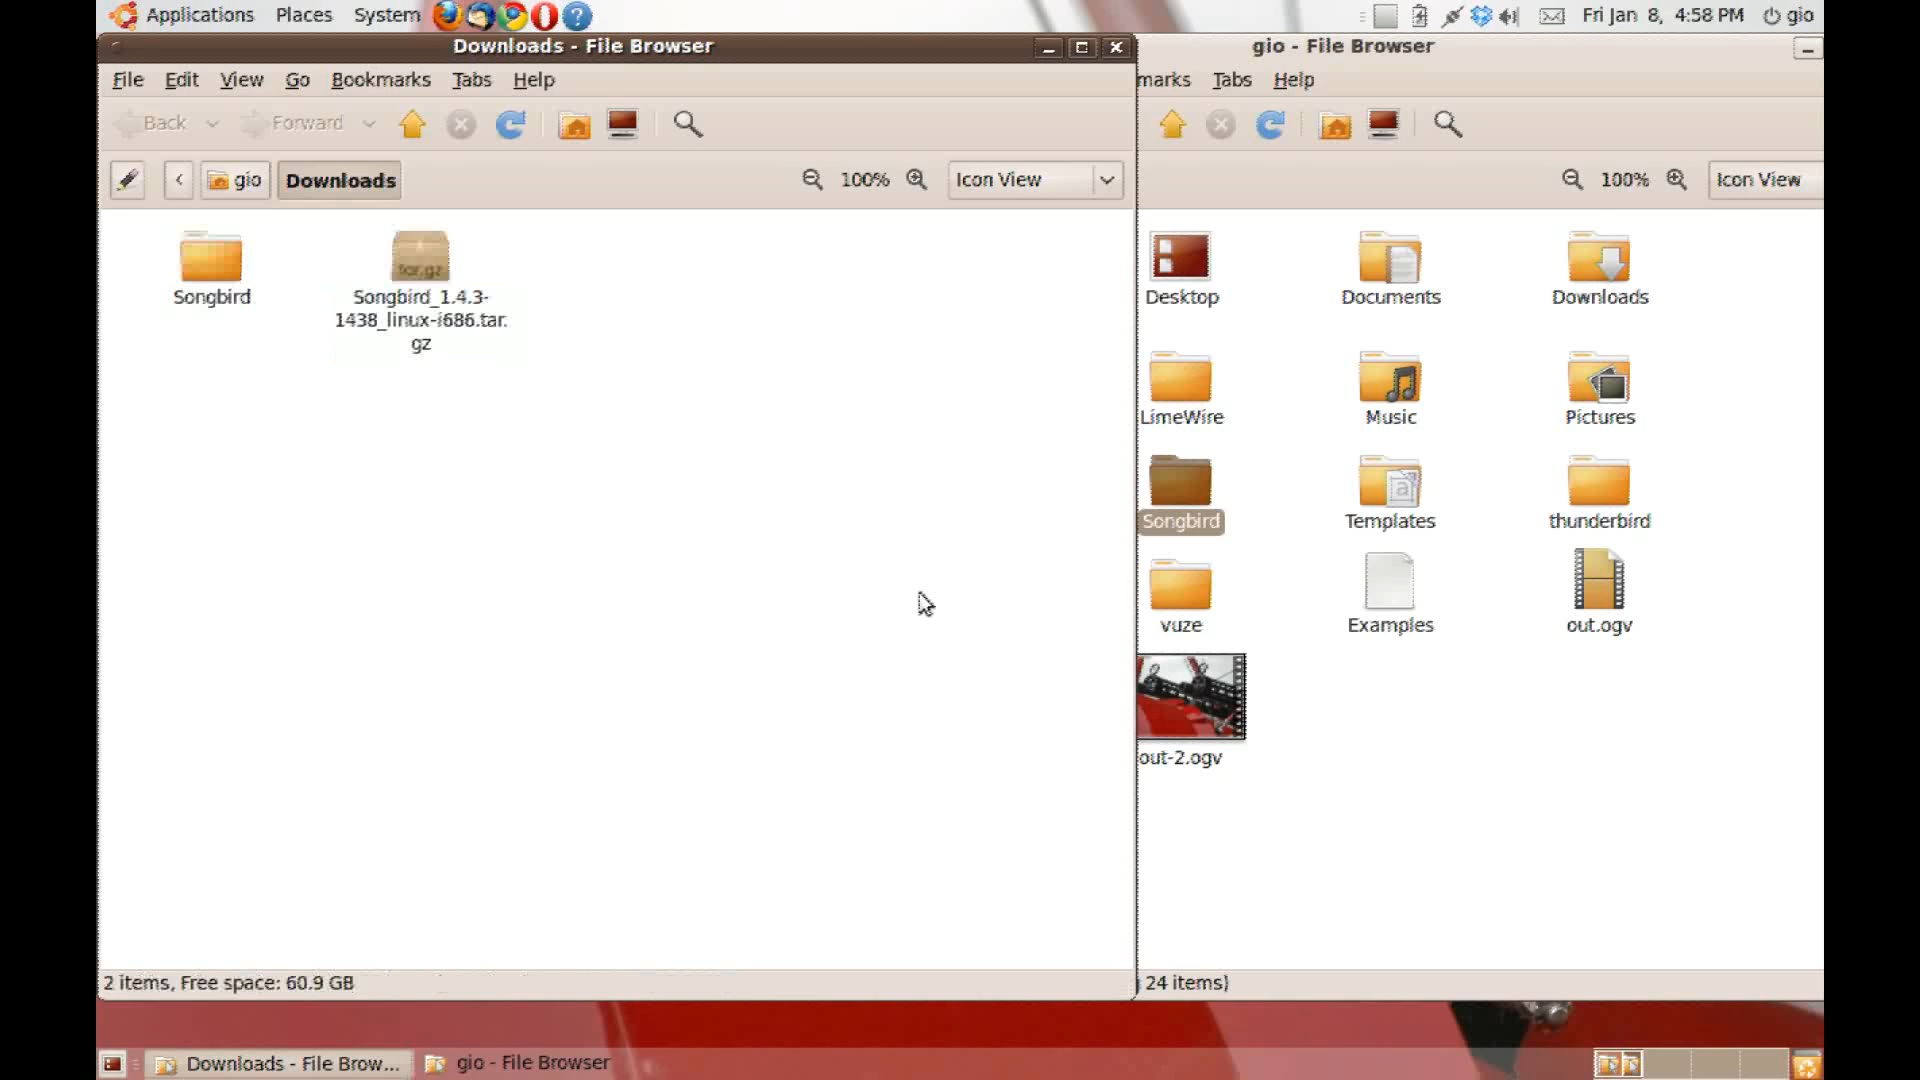 Applications Places System
Fri Jan 8, 4:58 PM gio
Downloads - File Browser
File Edit View Go Bookmarks Tabs Help
Back Forward
gio Downloads 100% Icon View
Songbird
tar.gz
Songbird_1.4.3-
1438_linux-i686.tar.
gz
2 items, Free space: 60.9 GB
gio - File Browser
marks Tabs Help
100% Icon View
Desktop Documents Downloads
LimeWire Music Pictures
Songbird Templates thunderbird
vuze Examples out.ogv
out-2.ogv
24 items)
Downloads - File Brow... gio - File Browser